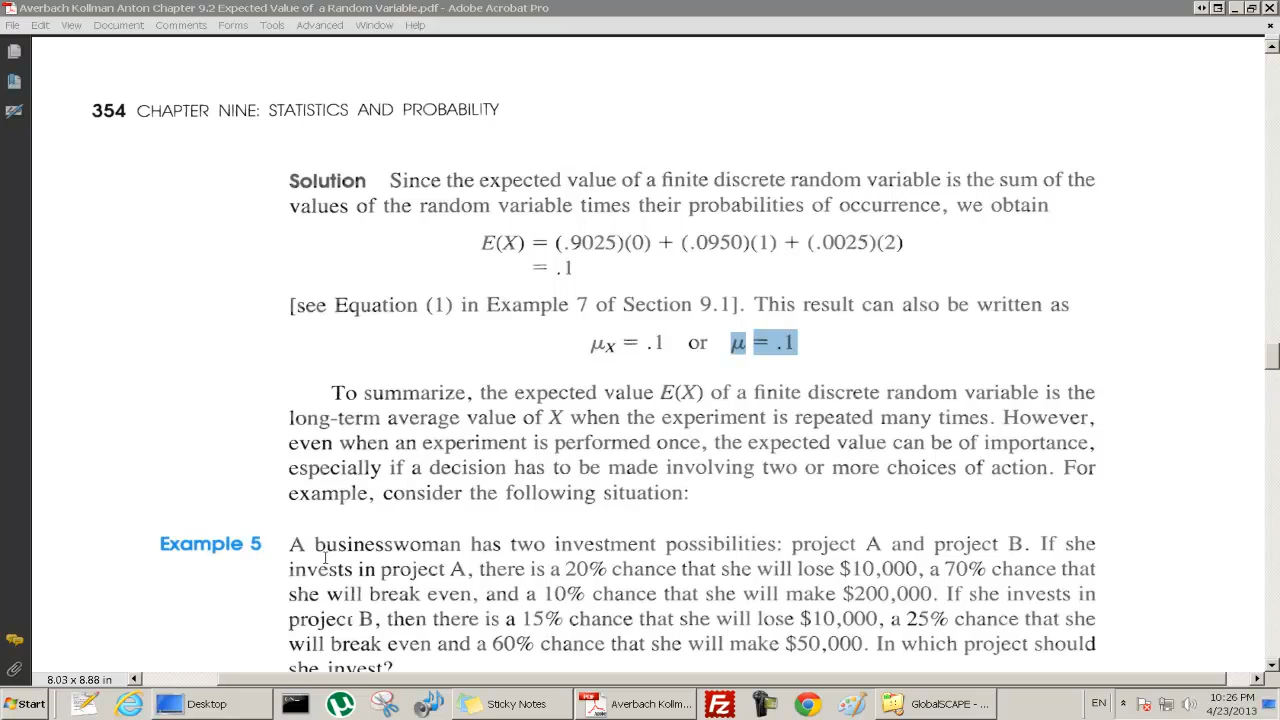 Averbach Kollman Anton Chapter 9.2 Expected Value of a Random Variable.pdf - Adobe Acrobat Pro
File Edit View Document Comments Forms Tools Advanced Window Help
354 CHAPTER NINE: STATISTICS AND PROBABILITY
Solution Since the expected value of a finite discrete random variable is the sum of the
values of the random variable times their probabilities of occurrence, we obtain
E(X) = (.9025)(0) + (.0950)(1) + (.0025)(2)
= .1
[see Equation (1) in Example 7 of Section 9.1]. This result can also be written as
μX = .1 or μ = .1
To summarize, the expected value E(X) of a finite discrete random variable is the
long-term average value of X when the experiment is repeated many times. However,
even when an experiment is performed once, the expected value can be of importance,
especially if a decision has to be made involving two or more choices of action. For
example, consider the following situation:
Example 5 A businesswoman has two investment possibilities: project A and project B. If she
invests in project A, there is a 20% chance that she will lose $10,000, a 70% chance that
she will break even, and a 10% chance that she will make $200,000. If she invests in
project B, then there is a 15% chance that she will lose $10,000, a 25% chance that she
will break even and a 60% chance that she will make $50,000. In which project should
she invest?
8.03 x 8.88 in
Start Desktop Sticky Notes Averbach Kollm... GlobalSCAPE - ... EN 10:26 PM
4/23/2013